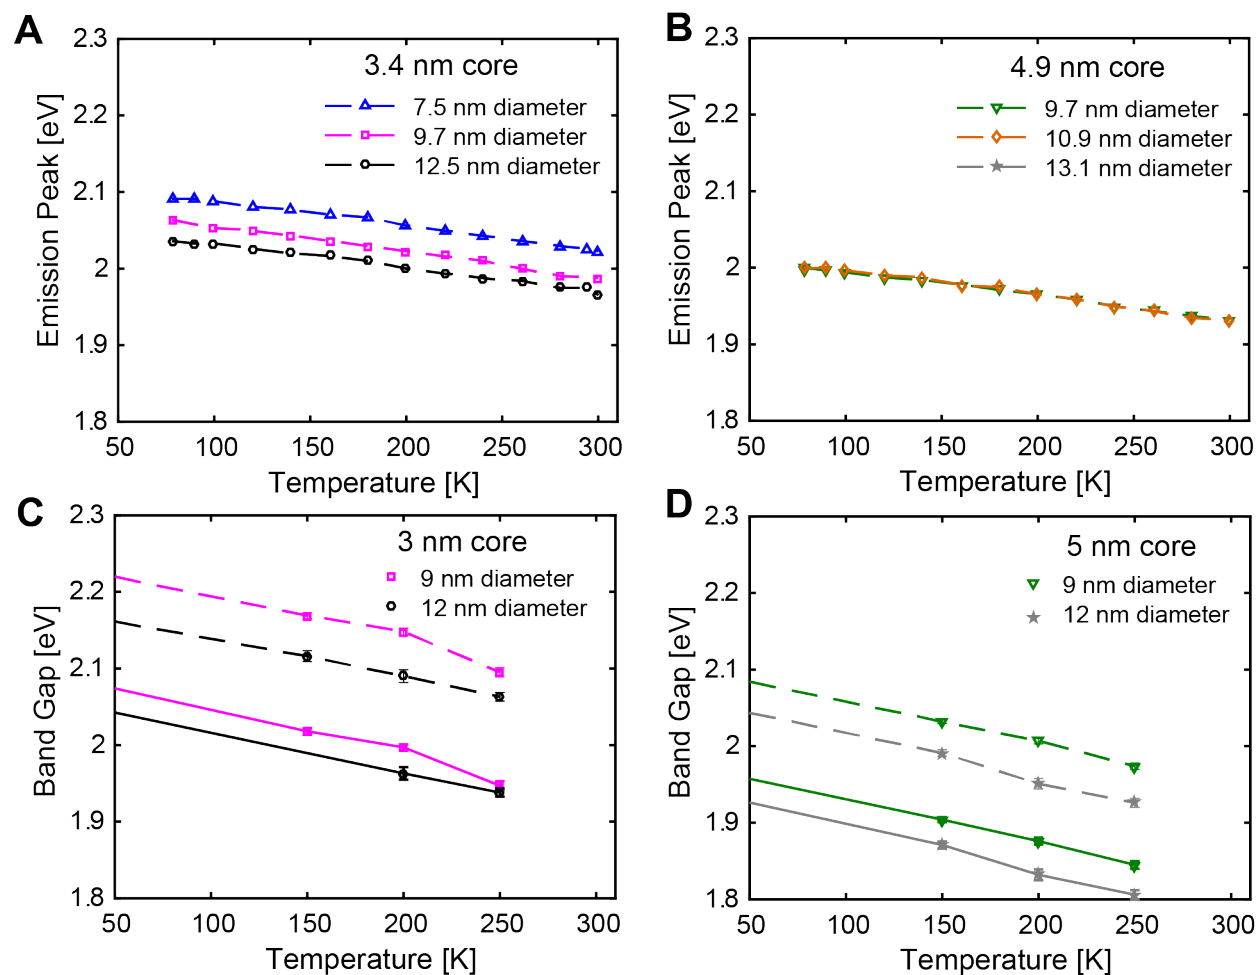 A
2.3
2.2
2.1
2
1.9
1.8
Emission Peak [eV]
3.4 nm core
7.5 nm diameter
9.7 nm diameter
12.5 nm diameter
50 100 150 200 250 300
Temperature [K]
B
2.3
2.2
2.1
2
1.9
1.8
Emission Peak [eV]
4.9 nm core
9.7 nm diameter
10.9 nm diameter
13.1 nm diameter
50 100 150 200 250 300
Temperature [K]
C
2.3
2.2
2.1
2
1.9
1.8
Band Gap [eV]
3 nm core
9 nm diameter
12 nm diameter
50 100 150 200 250 300
Temperature [K]
D
2.3
2.2
2.1
2
1.9
1.8
Band Gap [eV]
5 nm core
9 nm diameter
12 nm diameter
50 100 150 200 250 300
Temperature [K]